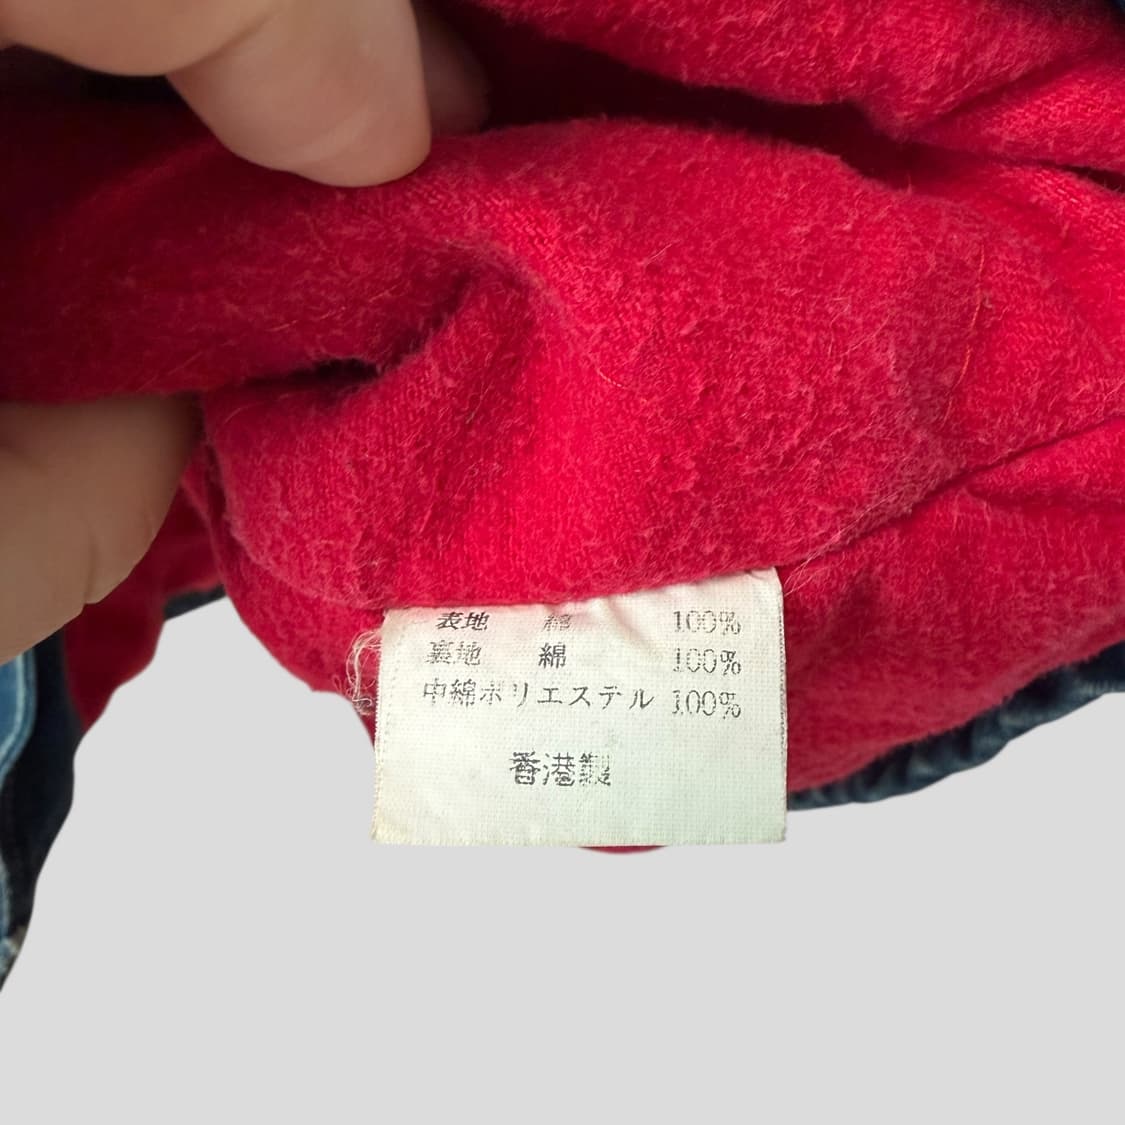 表地 綿 100%
裏地 綿 100%
中綿ポリエステル 100%
香港製